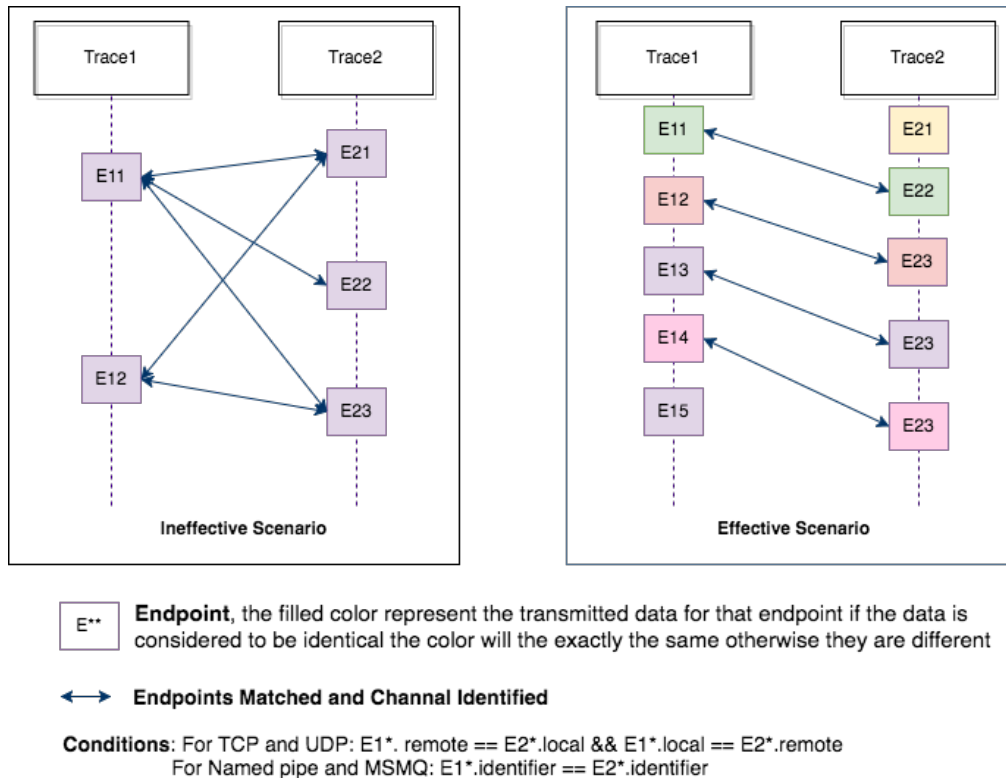 Trace1
Trace2
E11
E21
E22
E12
E23
Ineffective Scenario
Trace1
Trace2
E11
E21
E12
E22
E13
E23
E14
E23
E15
E23
Effective Scenario
E**
Endpoint, the filled color represent the transmitted data for that endpoint if the data is
considered to be identical the color will the exactly the same otherwise they are different
Endpoints Matched and Channal Identified
Conditions: For TCP and UDP: E1*. remote == E2*.local && E1*.local == E2*.remote
For Named pipe and MSMQ: E1*.identifier == E2*.identifier